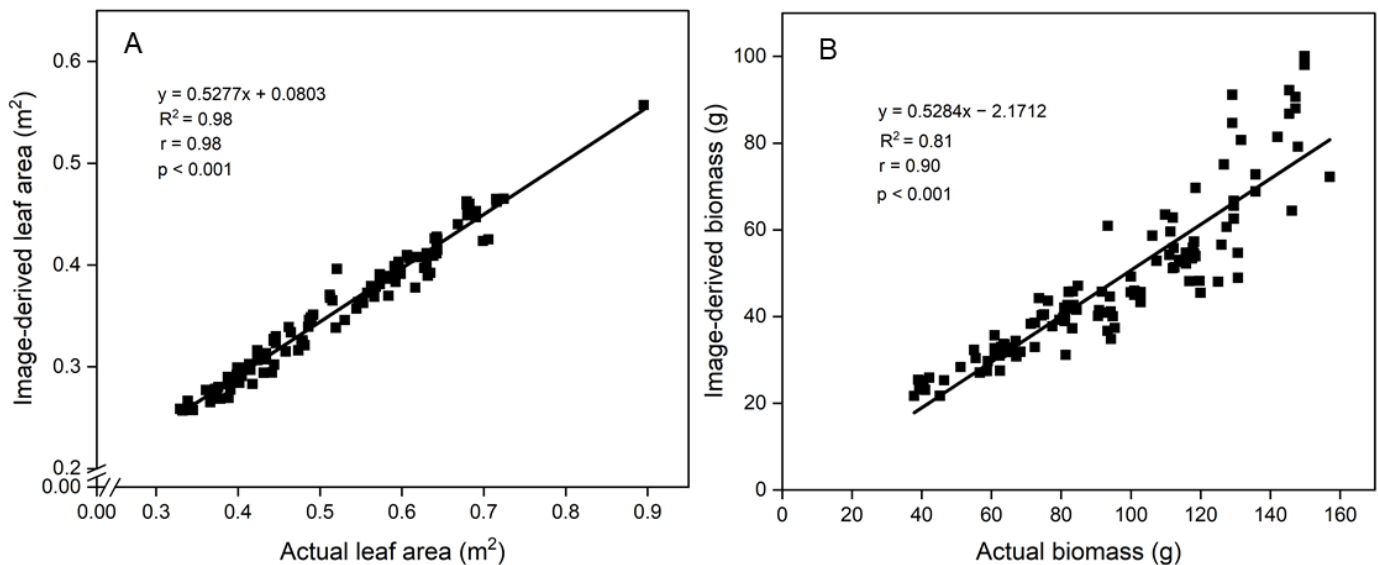 A
y = 0.5277x + 0.0803
R² = 0.98
r = 0.98
p < 0.001
Image-derived leaf area (m²)
0.6
0.5
0.4
0.3
0.2
0.00
0.00 0.3 0.4 0.5 0.6 0.7 0.8 0.9
Actual leaf area (m²)
B
y = 0.5284x − 2.1712
R² = 0.81
r = 0.90
p < 0.001
Image-derived biomass (g)
100
80
60
40
20
0
0 20 40 60 80 100 120 140 160
Actual biomass (g)